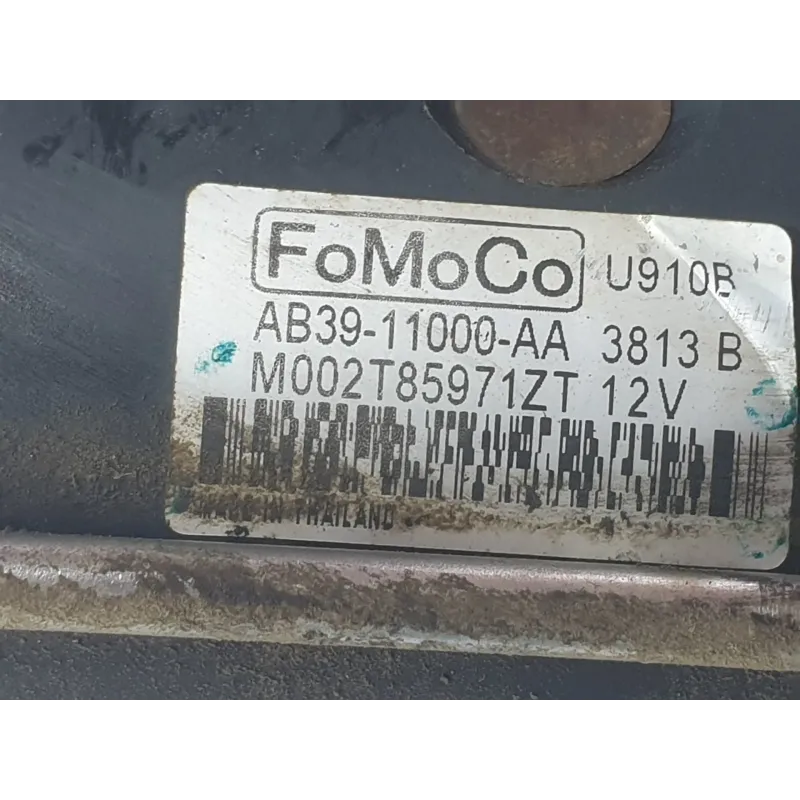 FoMoCo U910B
AB39-11000-AA 3813 B
M002T85971ZT 12V
MADE IN THAILAND